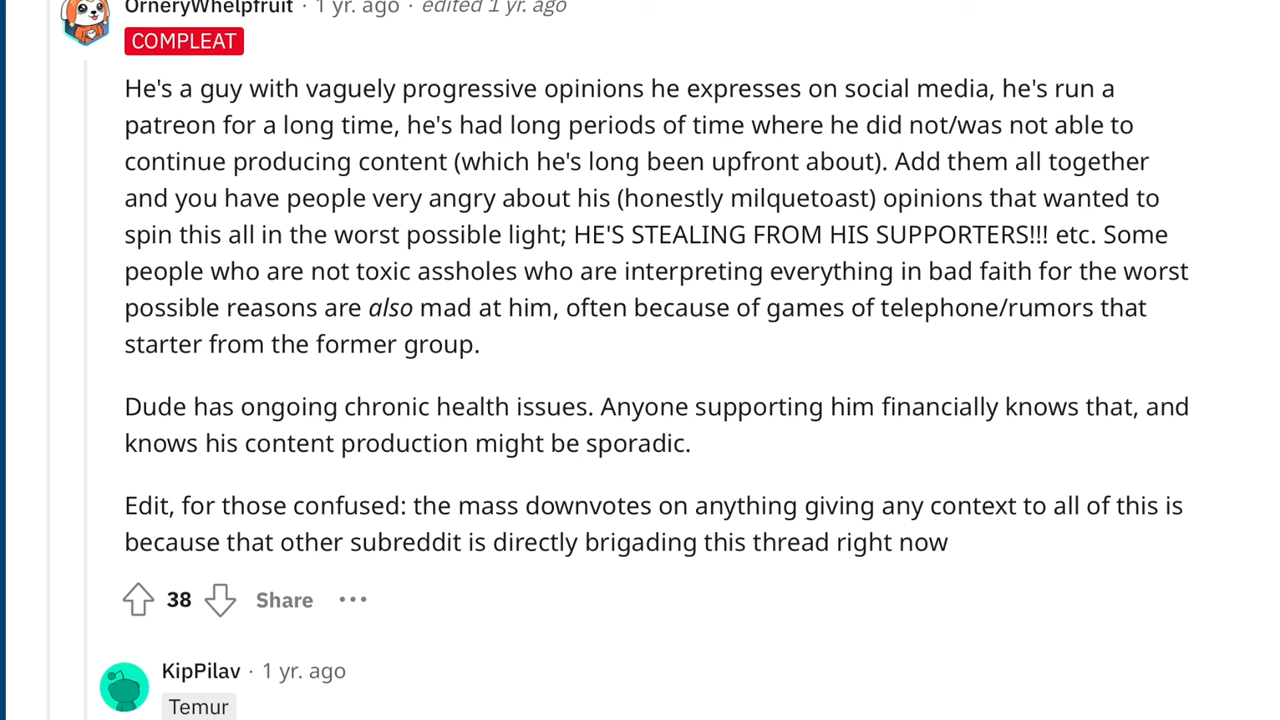 OrneryWhelpfruit · 1 yr. ago · edited 1 yr. ago
COMPLEAT
He's a guy with vaguely progressive opinions he expresses on social media, he's run a
patreon for a long time, he's had long periods of time where he did not/was not able to
continue producing content (which he's long been upfront about). Add them all together
and you have people very angry about his (honestly milquetoast) opinions that wanted to
spin this all in the worst possible light; HE'S STEALING FROM HIS SUPPORTERS!!! etc. Some
people who are not toxic assholes who are interpreting everything in bad faith for the worst
possible reasons are also mad at him, often because of games of telephone/rumors that
starter from the former group.
Dude has ongoing chronic health issues. Anyone supporting him financially knows that, and
knows his content production might be sporadic.
Edit, for those confused: the mass downvotes on anything giving any context to all of this is
because that other subreddit is directly brigading this thread right now
38 Share ···
KipPilav · 1 yr. ago
Temur